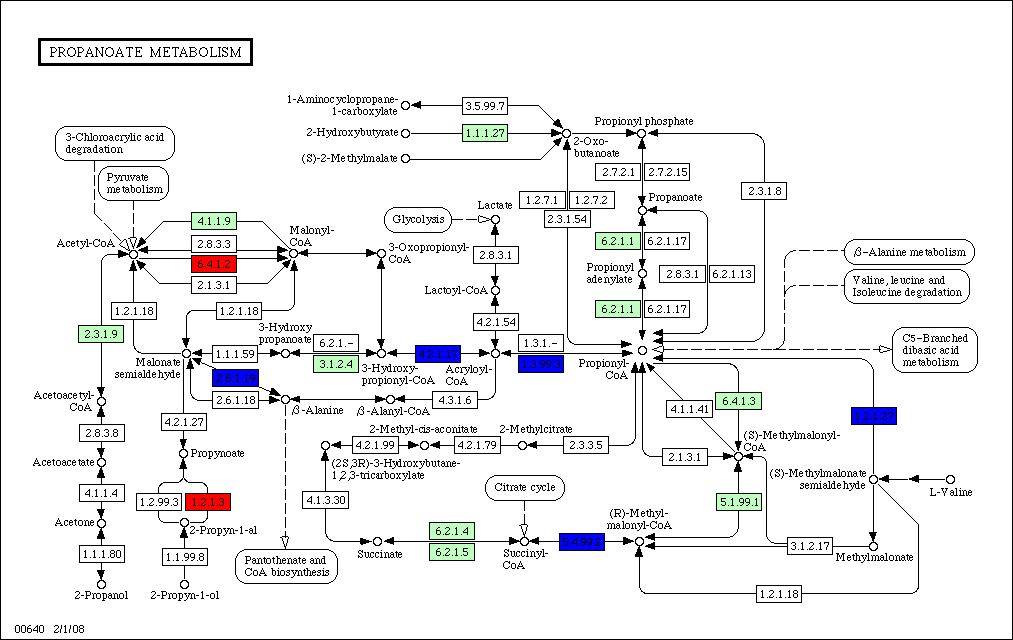 PROPANOATE METABOLISM
1-Aminocyclopropane-
1-carboxylate
3.5.99.7
2-Hydroxybutyrate
1.1.1.27
(S)-2-Methylmalate
2-Oxo-
butanoate
Propionyl phosphate
3-Chloroacrylic acid
degradation
Pyruvate
metabolism
2.7.2.1
2.7.2.15
2.3.1.8
Propanoate
1.2.7.1
1.2.7.2
2.3.1.54
Lactate
Glycolysis
4.1.1.9
Acetyl-CoA
2.8.3.3
Malonyl-
CoA
6.4.1.2
2.1.3.1
3-Oxopropionyl-
CoA
2.8.3.1
6.2.1.1
6.2.1.17
Propionyl
adenylate
2.8.3.1
6.2.1.13
β-Alanine metabolism
Valine, leucine and
Isoleucine degradation
Lactoyl-CoA
6.2.1.1
6.2.1.17
1.2.1.18
1.2.1.18
4.2.1.54
2.3.1.9
3-Hydroxy
propanoate
6.2.1.-
1.3.1.-
C5-Branched
dibasic acid
metabolism
Malonate
semialdehyde
1.1.1.59
3.1.2.4
3-Hydroxy-
propionyl-CoA
4.2.1.17
Acryloyl-
CoA
Propionyl-
CoA
2.6.1.19
2.6.1.18
β-Alanine
β-Alanyl-CoA
4.3.1.6
Acetoacetyl-
CoA
4.1.1.41
6.4.1.3
4.2.1.27
2-Methyl-cis-aconitate
2-Methylcitrate
2.8.3.8
4.2.1.99
4.2.1.79
2.3.3.5
(S)-Methylmalonyl-
CoA
Propynoate
2.1.3.1
Acetoacetate
(2S,3R)-3-Hydroxybutane-
1,2,3-tricarboxylate
(S)-Methylmalonate
semialdehyde
L-Valine
4.1.1.4
1.2.99.3
1.2.1.3
4.1.3.30
Citrate cycle
5.1.99.1
Acetone
2-Propyn-1-al
(R)-Methyl-
malonyl-CoA
6.2.1.4
6.2.1.5
5.4.99.2
3.1.2.17
Methylmalonate
1.1.1.80
1.1.99.8
Succinate
Succinyl-
CoA
Pantothenate and
CoA biosynthesis
2-Propanol
2-Propyn-1-ol
1.2.1.18
00640 2/1/08